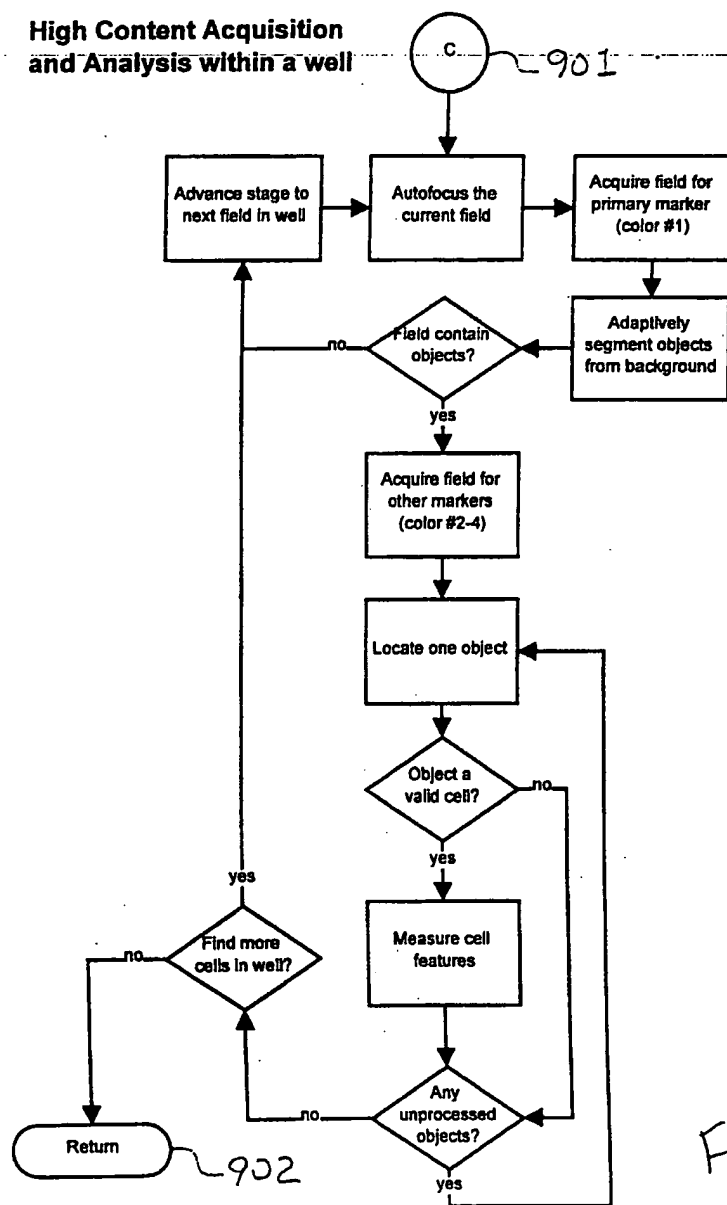 High Content Acquisition
and Analysis within a well
C
901
Advance stage to
next field in well
Autofocus the
current field
Acquire field for
primary marker
(color #1)
Field contain
objects?
no
yes
Adaptively
segment objects
from background
Acquire field for
other markers
(color #2-4)
Locate one object
Object a
valid cell?
no
yes
Measure cell
features
yes
Find more
cells in well?
no
Any
unprocessed
objects?
no
yes
Return
902
F